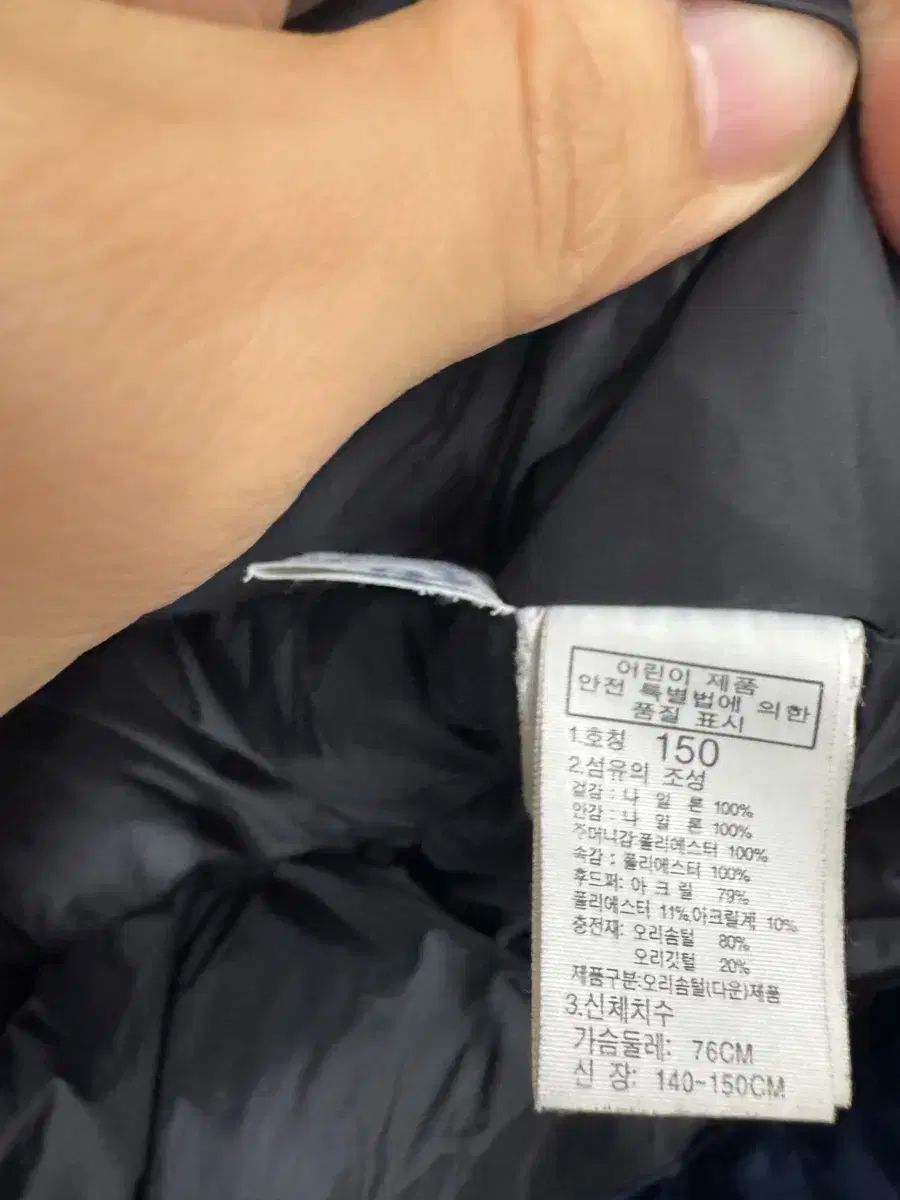 어린이 제품
안전 특별법에 의한
품질 표시
1.호칭 150
2.섬유의 조성
겉감 : 나 일 론 100%
안감 : 나 일 론 100%
주머니감:폴리에스터 100%
속감 : 폴리에스터 100%
후드퍼: 아 크 릴 79%
폴리에스터 11%,아크릴계 10%
충전재: 오리솜털 80%
오리깃털 20%
제품구분:오리솜털(다운)제품
3.신체치수
가슴둘레: 76CM
신 장: 140~150CM